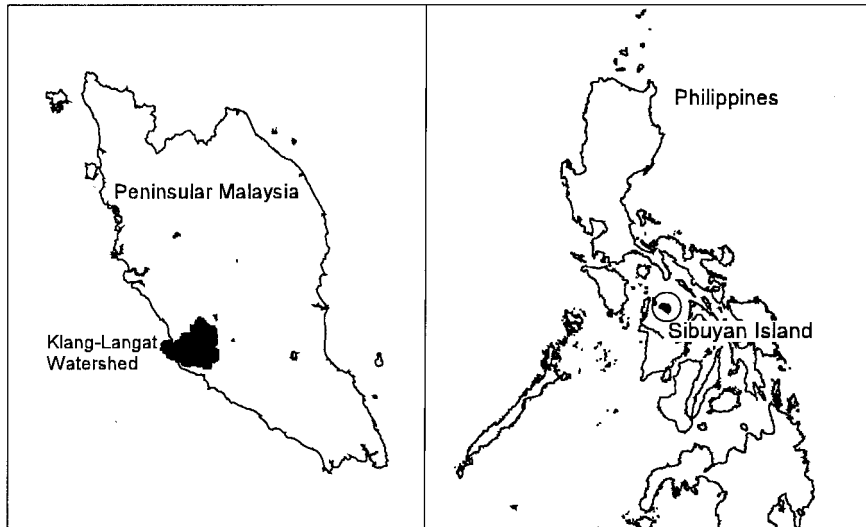 Peninsular Malaysia
Klang-Langat
Watershed
Philippines
Sibuyan Island